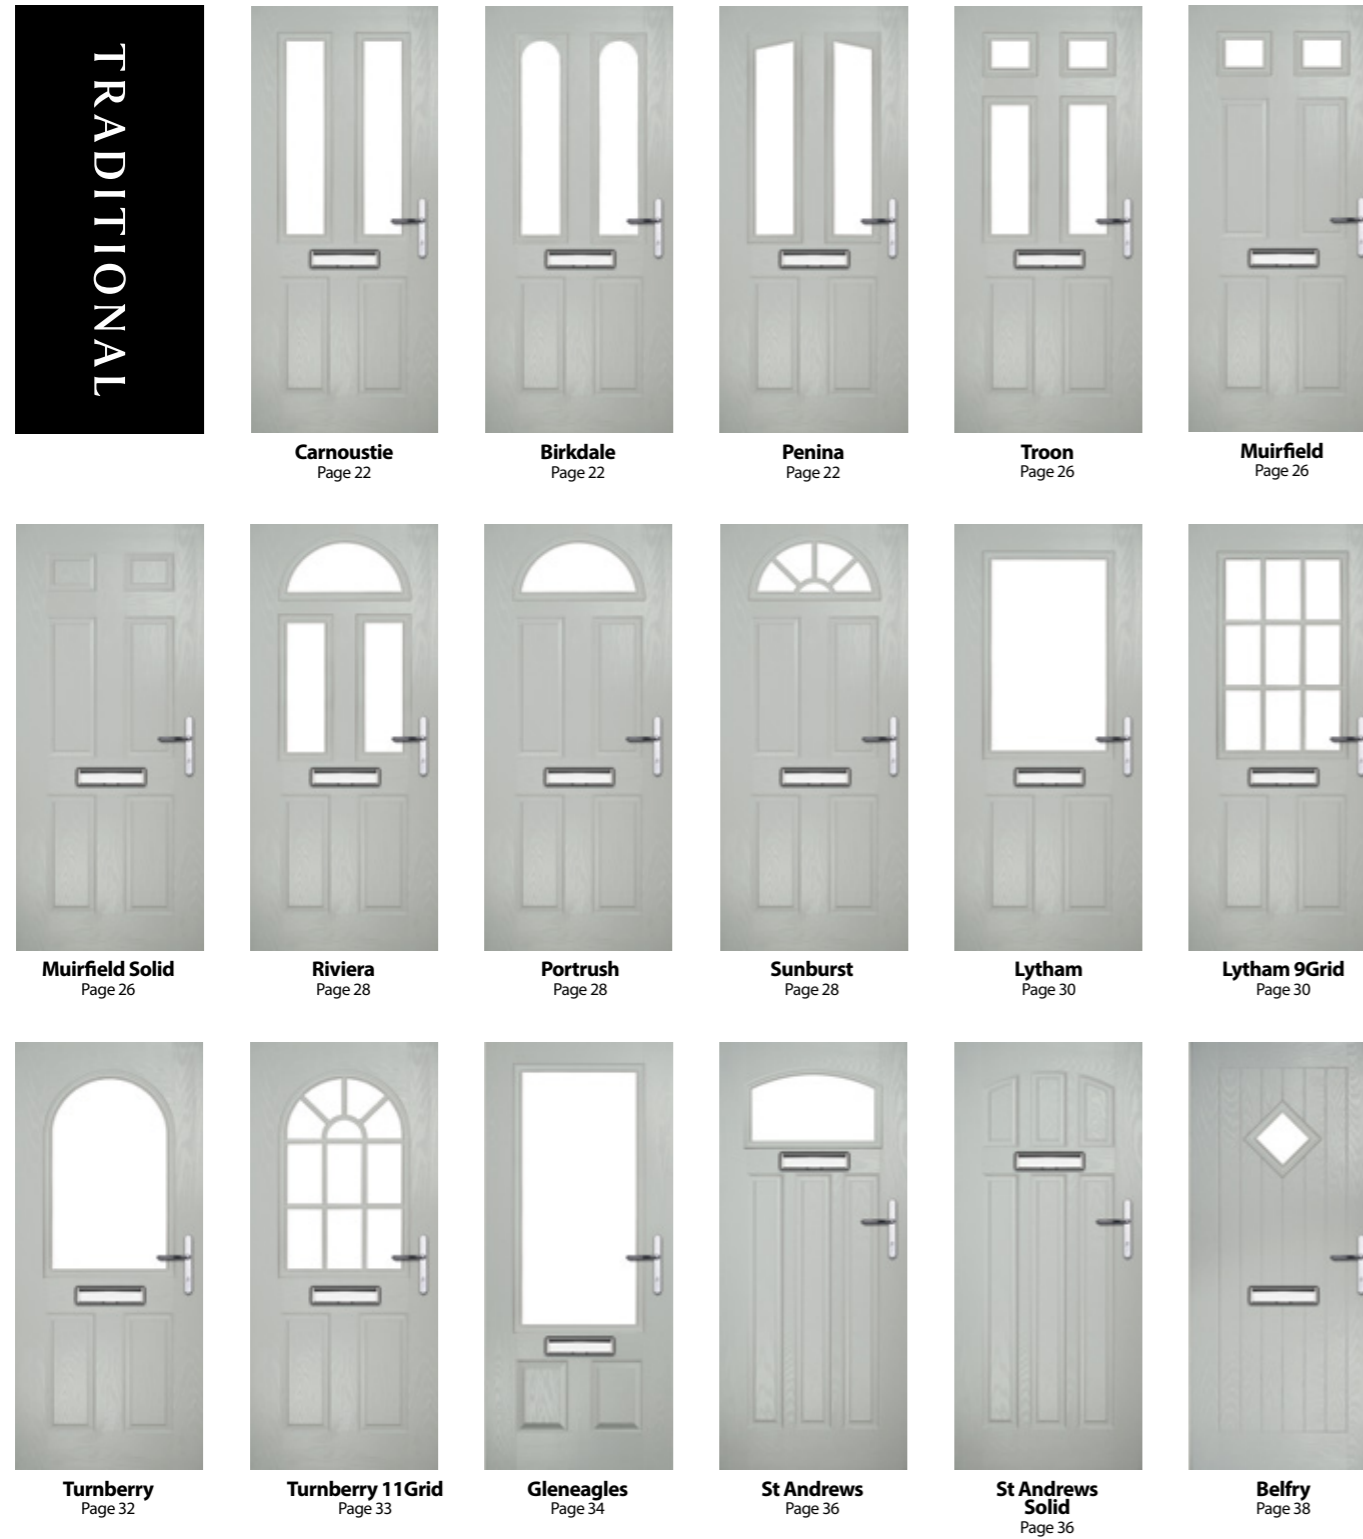 TRADITIONAL
Carnoustie
Page 22
Birkdale
Page 22
Penina
Page 22
Troon
Page 26
Muirfield
Page 26
Muirfield Solid
Page 26
Riviera
Page 28
Portrush
Page 28
Sunburst
Page 28
Lytham
Page 30
Lytham 9Grid
Page 30
Turnberry
Page 32
Turnberry 11Grid
Page 33
Gleneagles
Page 34
St Andrews
Page 36
St Andrews
Solid
Page 36
Belfry
Page 38